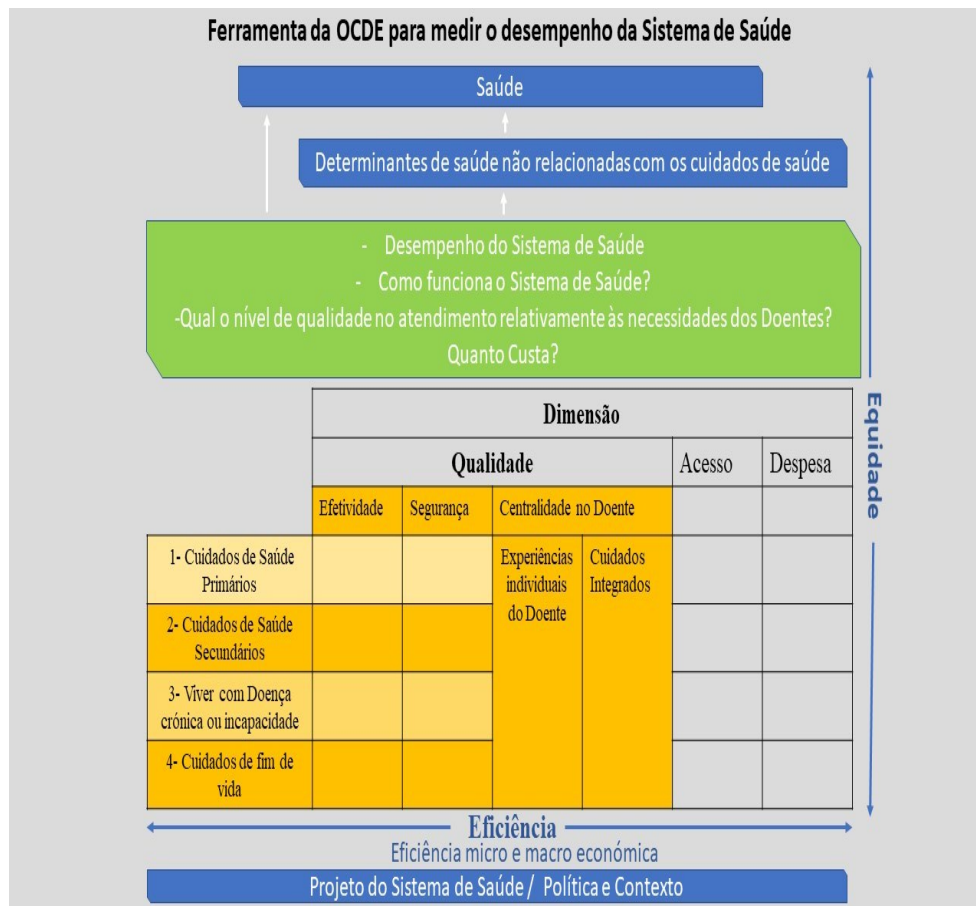 Ferramenta da OCDE para medir o desempenho da Sistema de Saúde
Saúde
Determinantes de saúde não relacionadas com os cuidados de saúde
- Desempenho do Sistema de Saúde
- Como funciona o Sistema de Saúde?
-Qual o nível de qualidade no atendimento relativamente às necessidades dos Doentes?
Quanto Custa?
Equidade
Dimensão
Qualidade
Acesso
Despesa
Efetividade
Segurança
Centralidade no Doente
1- Cuidados de Saúde
Primários
Experiências
individuais
do Doente
Cuidados
Integrados
2- Cuidados de Saúde
Secundários
3- Viver com Doença
crónica ou incapacidade
4- Cuidados de fim de
vida
Eficiência
Eficiência micro e macro económica
Projeto do Sistema de Saúde / Política e Contexto